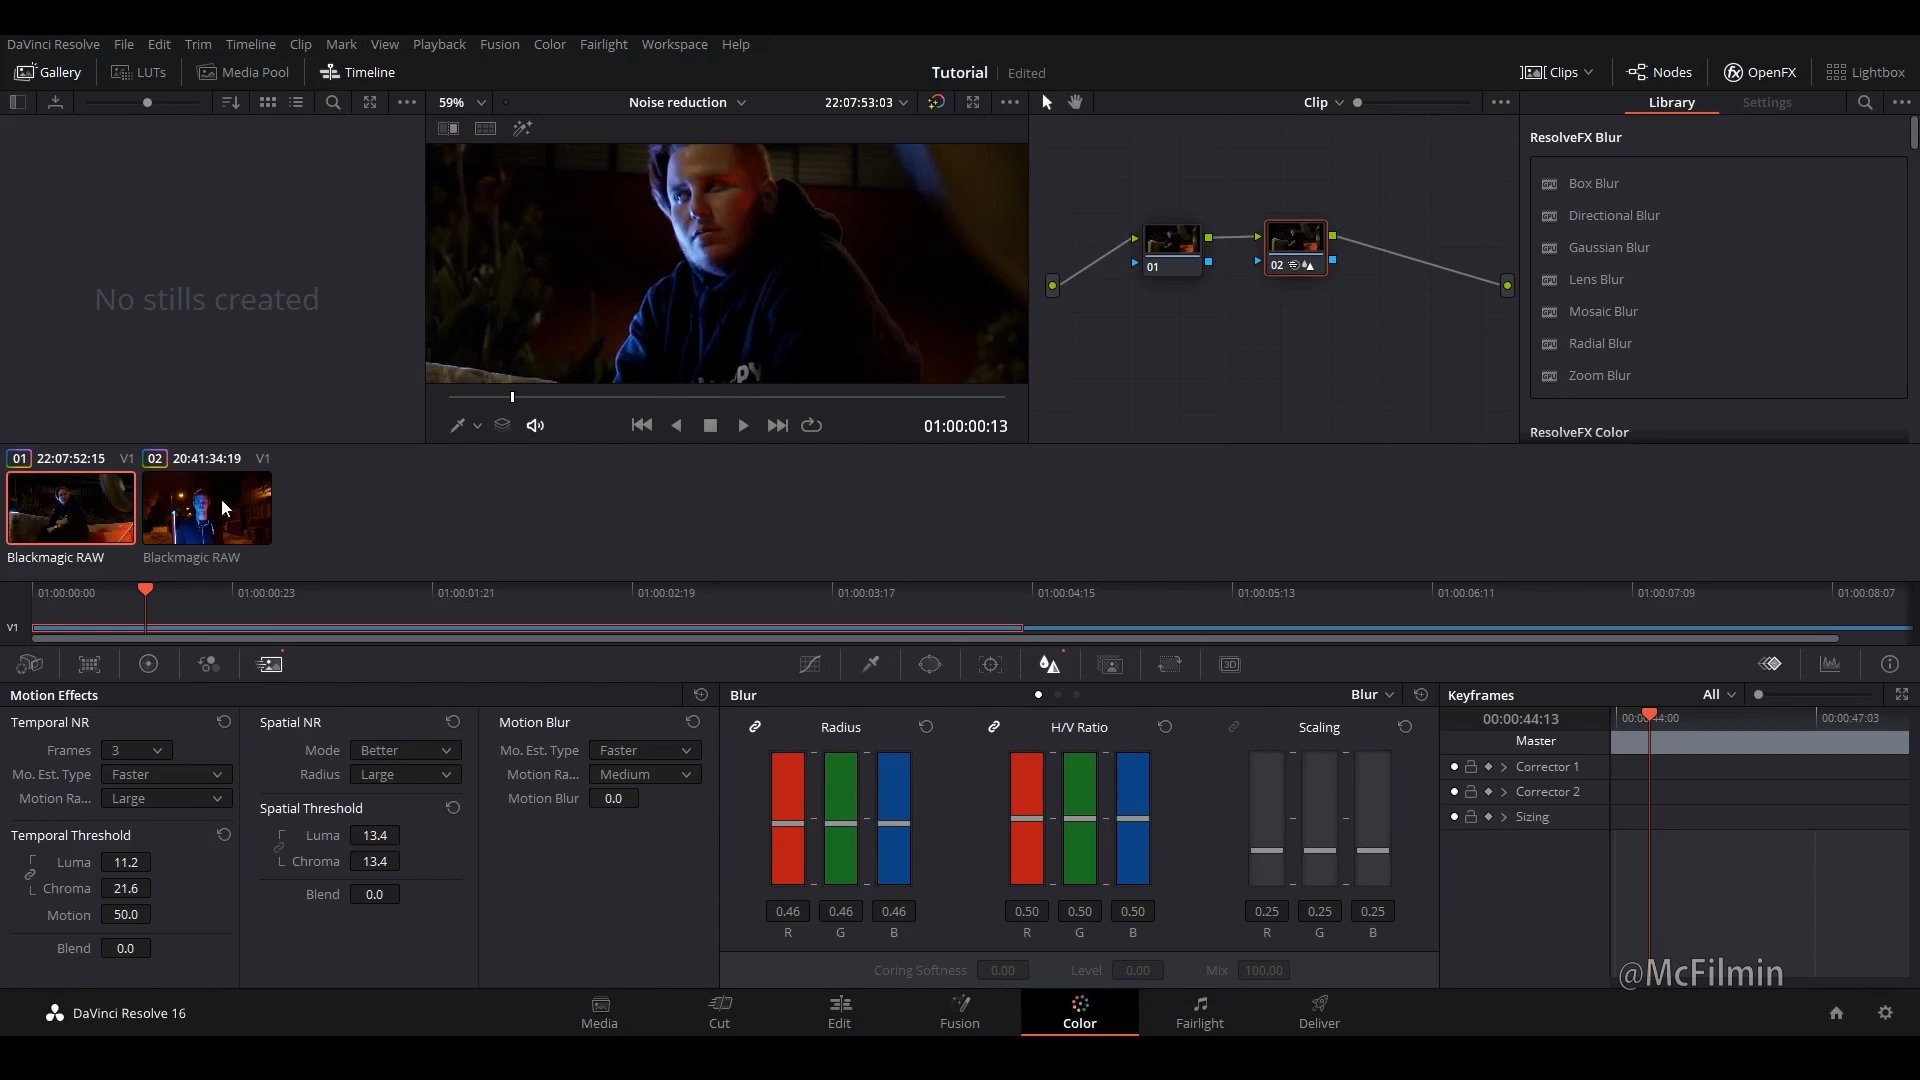 DaVinci Resolve File Edit Trim Timeline Clip Mark View Playback Fusion Color Fairlight Workspace Help
Gallery LUTs Media Pool Timeline Tutorial Edited Clips Nodes OpenFX Lightbox
59% Noise reduction 22:07:53:03 Clip Library Settings
ResolveFX Blur
Box Blur
Directional Blur
Gaussian Blur
Lens Blur
Mosaic Blur
Radial Blur
Zoom Blur
ResolveFX Color
No stills created
01
02
01:00:00:13
01 22:07:52:15 V1 02 20:41:34:19 V1
Blackmagic RAW Blackmagic RAW
01:00:00:00 01:00:00:23 01:00:01:21 01:00:02:19 01:00:03:17 01:00:04:15 01:00:05:13 01:00:06:11 01:00:07:09 01:00:08:07
V1
3D
Motion Effects
Temporal NR
Frames 3
Mo. Est. Type Faster
Motion Ra... Large
Temporal Threshold
Luma 11.2
Chroma 21.6
Motion 50.0
Blend 0.0
Spatial NR
Mode Better
Radius Large
Spatial Threshold
Luma 13.4
Chroma 13.4
Blend 0.0
Motion Blur
Mo. Est. Type Faster
Motion Ra... Medium
Motion Blur 0.0
Blur Blur
Radius H/V Ratio Scaling
0.46 0.46 0.46 0.50 0.50 0.50 0.25 0.25 0.25
R G B R G B R G B
Coring Softness 0.00 Level 0.00 Mix 100.00
Keyframes All
00:00:44:13 00:00:47:03
Master
Corrector 1
Corrector 2
Sizing
@McFilmin
DaVinci Resolve 16
Media Cut Edit Fusion Color Fairlight Deliver